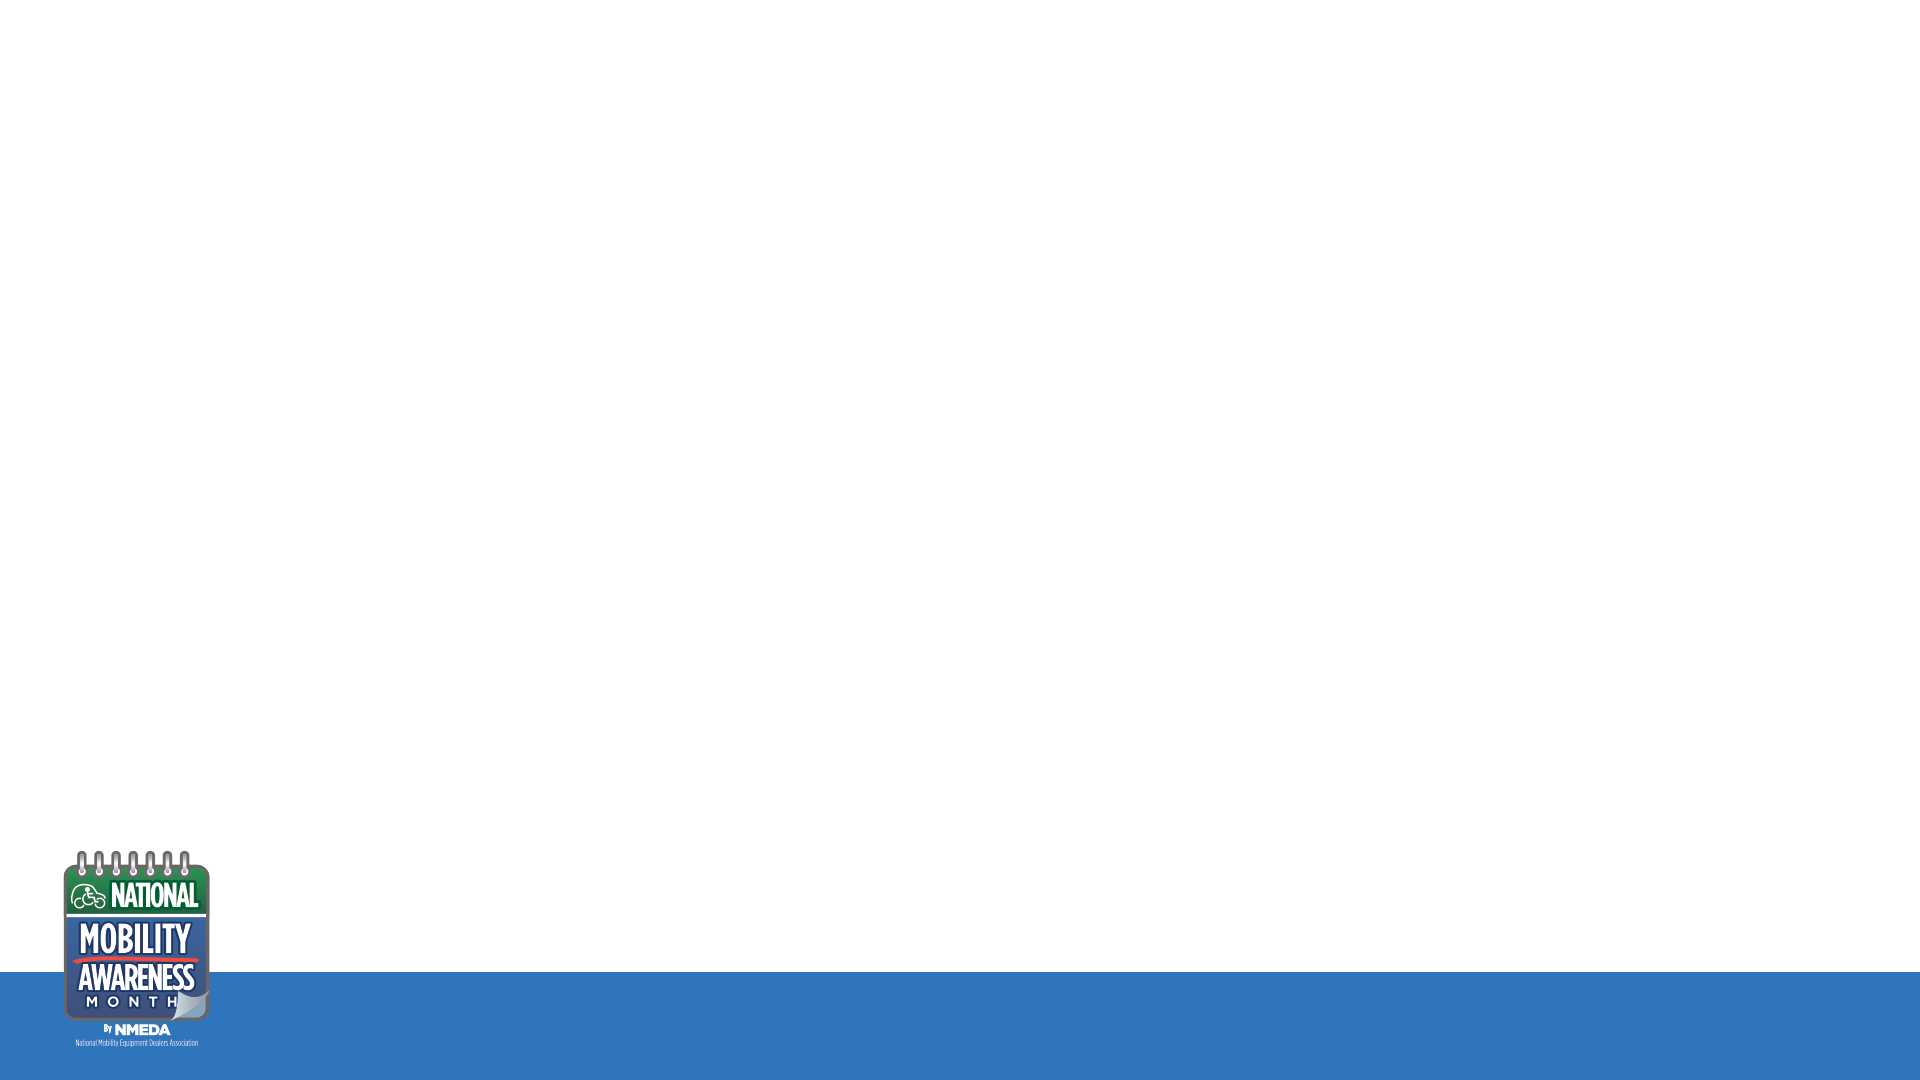 NATIONAL
MOBILITY
AWARENESS
MONTH
By NMEDA
National Mobility Equipment Dealers Association